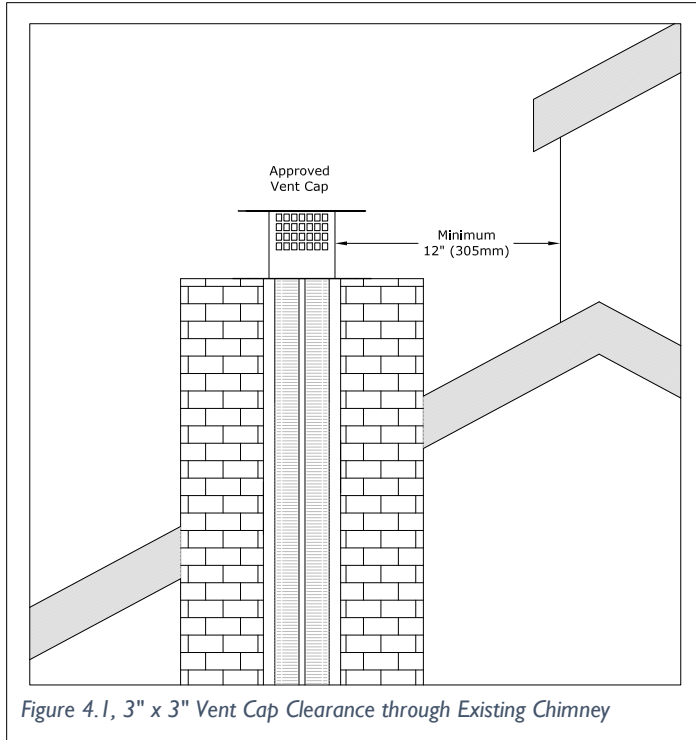 Approved
Vent Cap
Minimum
12" (305mm)
Figure 4.1, 3" x 3" Vent Cap Clearance through Existing Chimney